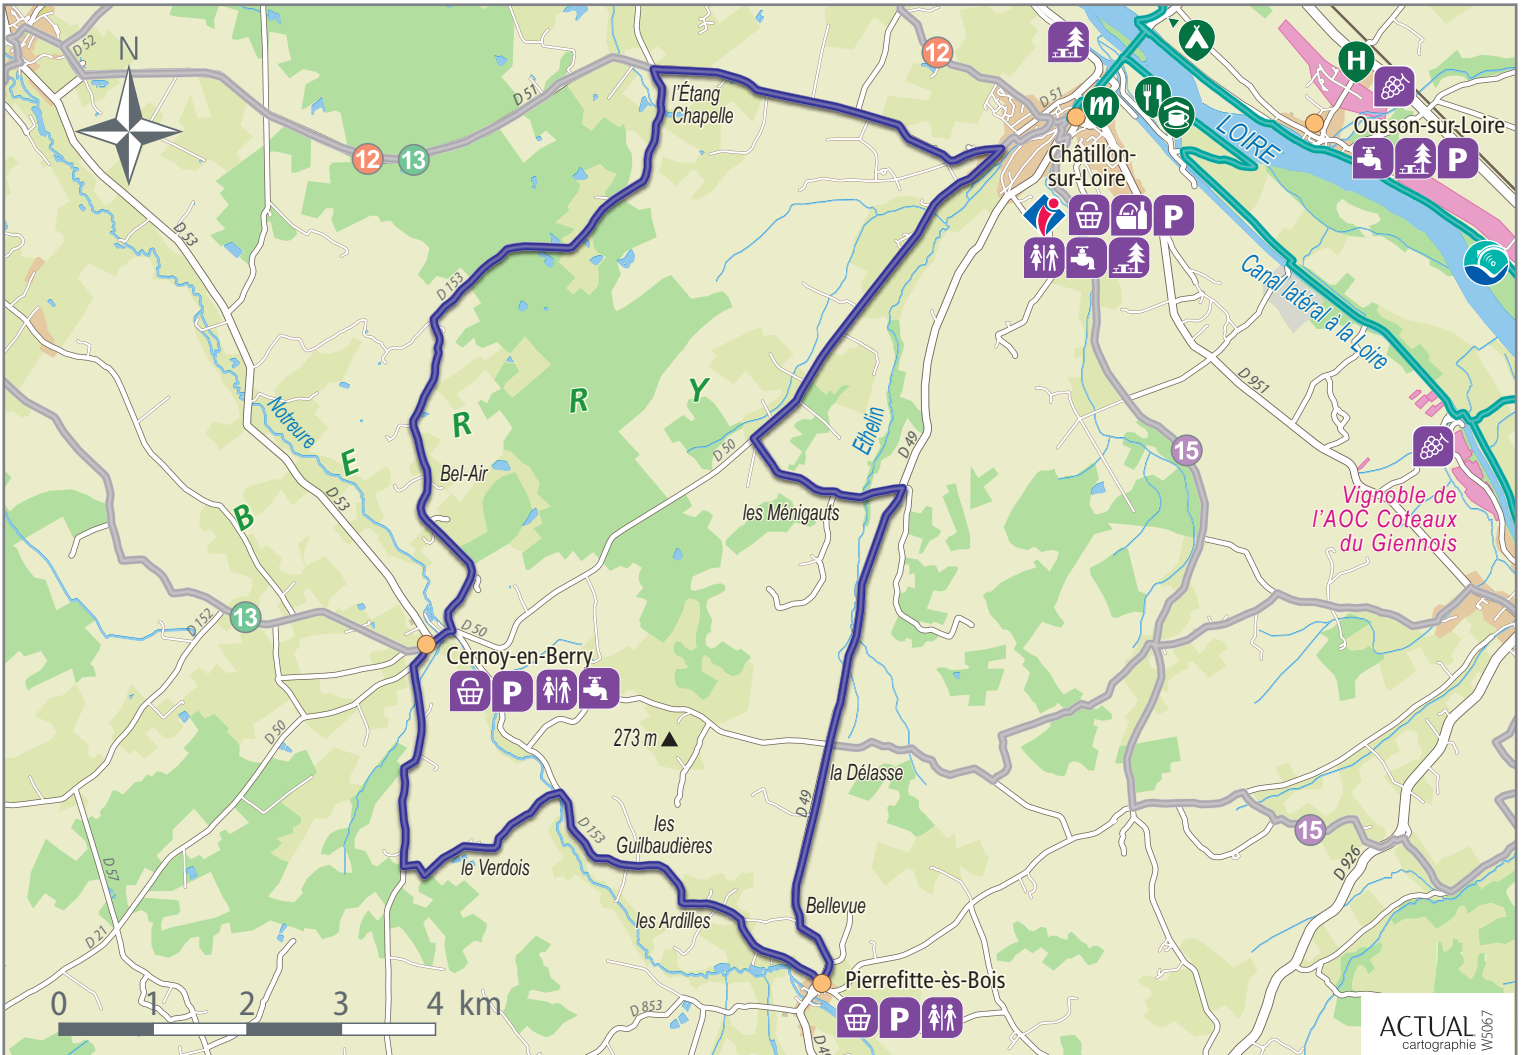 D 52
N
12
D 51
H
D 51
m
l'Étang
Chapelle
LOIRE
Ousson-sur-Loire
P
12
13
Châtillon-
sur-Loire
P
D 53
D 153
Canal latéral à la Loire
D 951
B E R R Y
Notreure
Ethelin
D 50
D 49
15
Bel-Air
D 53
les Ménigauts
Vignoble de
l'AOC Coteaux
du Giennois
D 152
13
D 50
Cernoy-en-Berry
P
D 50
273 m
la Délasse
D 49
D 153
les
Guilbaudières
15
D 926
D 57
le Verdois
les Ardilles
Bellevue
D 21
Pierrefitte-ès-Bois
P
D 853
D 49
0 1 2 3 4 km
ACTUAL
cartographie
W5067